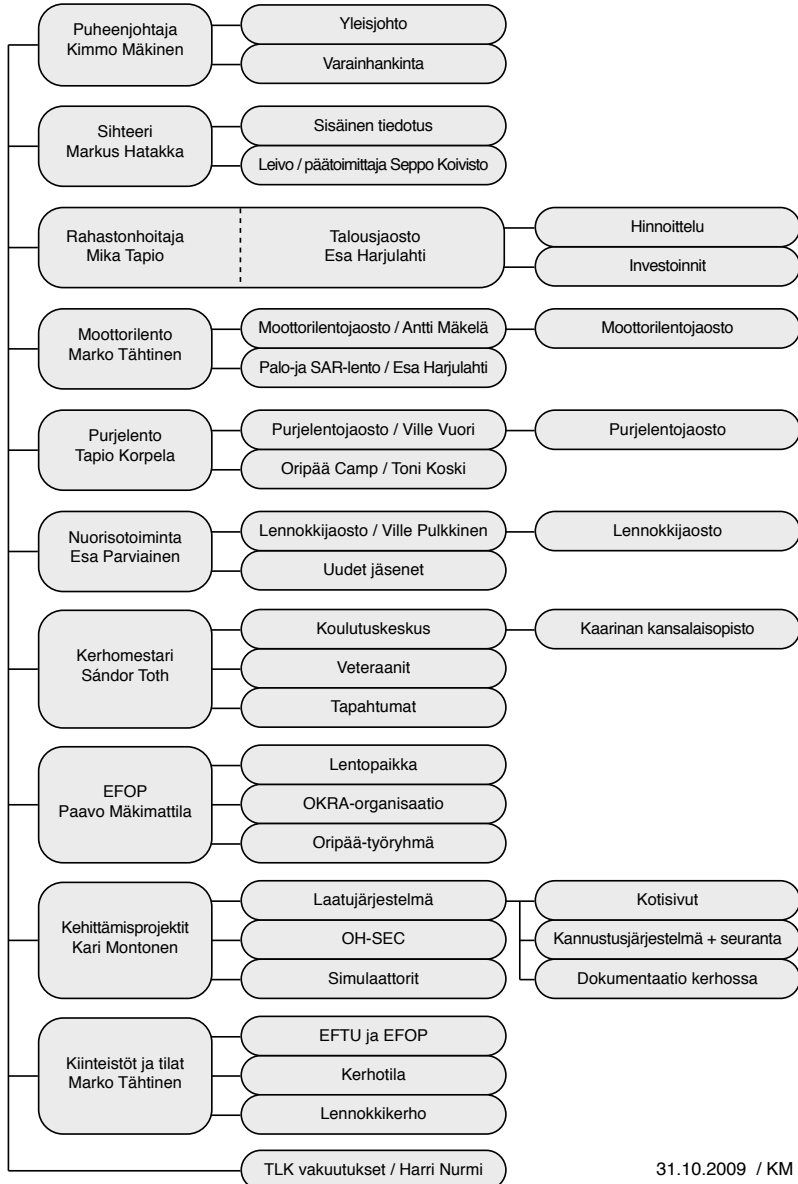 Puheenjohtaja
Kimmo Mäkinen
Yleisjohto
Varainhankinta
Sihteeri
Markus Hatakka
Sisäinen tiedotus
Leivo / päätoimittaja Seppo Koivisto
Rahastonhoitaja
Mika Tapio
Talousjaosto
Esa Harjulahti
Hinnoittelu
Investoinnit
Moottorilento
Marko Tähtinen
Moottorilentojaosto / Antti Mäkelä
Moottorilentojaosto
Palo-ja SAR-lento / Esa Harjulahti
Purjelento
Tapio Korpela
Purjelentojaosto / Ville Vuori
Purjelentojaosto
Oripää Camp / Toni Koski
Nuorisotoiminta
Esa Parviainen
Lennokkijaosto / Ville Pulkkinen
Lennokkijaosto
Uudet jäsenet
Kerhomestari
Sándor Toth
Koulutuskeskus
Kaarinan kansalaisopisto
Veteraanit
Tapahtumat
EFOP
Paavo Mäkimattila
Lentopaikka
OKRA-organisaatio
Oripää-työryhmä
Kehittämisprojektit
Kari Montonen
Laatujärjestelmä
Kotisivut
OH-SEC
Kannustusjärjestelmä + seuranta
Simulaattorit
Dokumentaatio kerhossa
Kiinteistöt ja tilat
Marko Tähtinen
EFTU ja EFOP
Kerhotila
Lennokkikerho
TLK vakuutukset / Harri Nurmi
31.10.2009 / KM